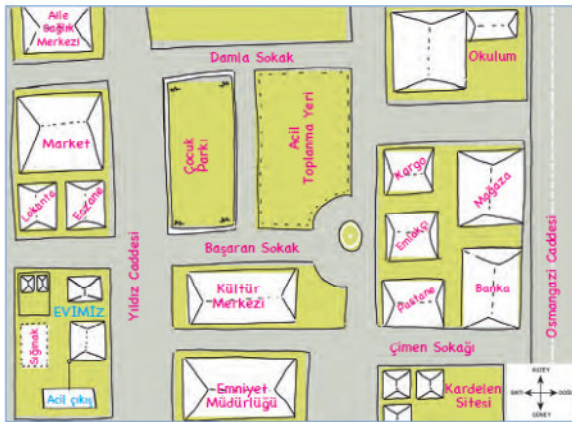 Aile
Sağlık
Merkezi
Damla Sokak
Okulum
Market
Çocuk
Parkı
Acil
Toplanma Yeri
Kargo
Mağaza
Lokanta
Eczane
Emlakçı
Yıldız Caddesi
Başaran Sokak
Osmangazi Caddesi
EVİMİZ
Kültür
Merkezi
Pastane
Banka
Sığınak
Çimen Sokağı
Acil çıkış
Emniyet
Müdürlüğü
Kardelen
Sitesi
KUZEY
BATI
DOĞU
GÜNEY